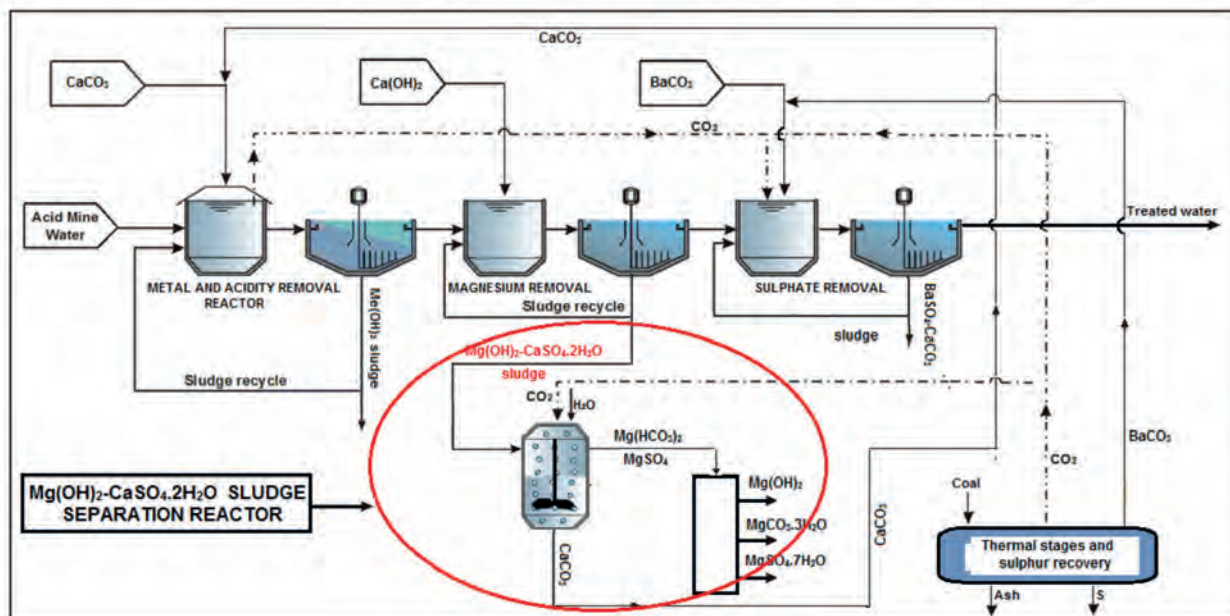 CaCO₃
CaCO₃
Ca(OH)₂
BaCO₃
CO₂
Acid Mine
Water
Treated water
METAL AND ACIDITY REMOVAL
REACTOR
MAGNESIUM REMOVAL
SULPHATE REMOVAL
Sludge recycle
Me(OH)₂ sludge
BaSO₄-CaCO₃
sludge
Mg(OH)₂-CaSO₄.2H₂O
sludge
Sludge recycle
CO₂
H₂O
Mg(HCO₃)₂
MgSO₄
Mg(OH)₂
MgCO₃.3H₂O
MgSO₄.7H₂O
CaCO₃
CaCO₃
BaCO₃
CO₂
Coal
Mg(OH)₂-CaSO₄.2H₂O SLUDGE
SEPARATION REACTOR
Thermal stages and
sulphur recovery
Ash
S